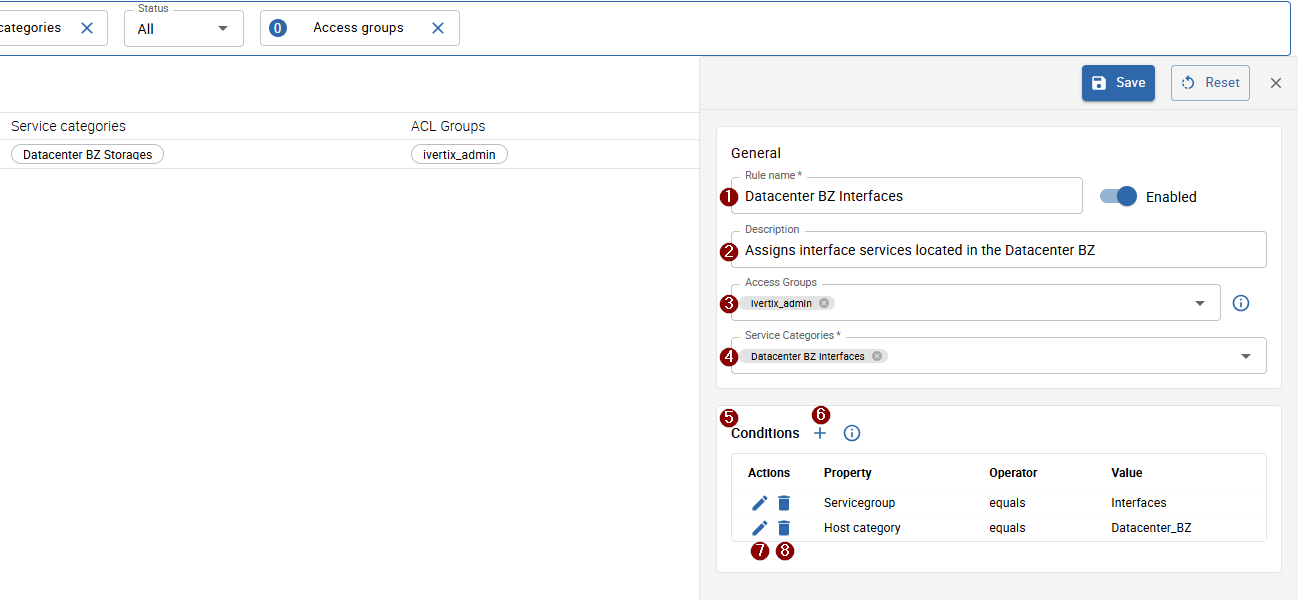 Status
categories
All
0 Access groups
Save Reset
Service categories ACL Groups
Datacenter BZ Storages ivertix_admin
General
Rule name *
1 Datacenter BZ Interfaces Enabled
Description
2 Assigns interface services located in the Datacenter BZ
Access Groups
3 ivertix_admin
Service Categories *
4 Datacenter BZ Interfaces
5 6
Conditions
Actions Property Operator Value
Servicegroup equals Interfaces
Host category equals Datacenter_BZ
7 8